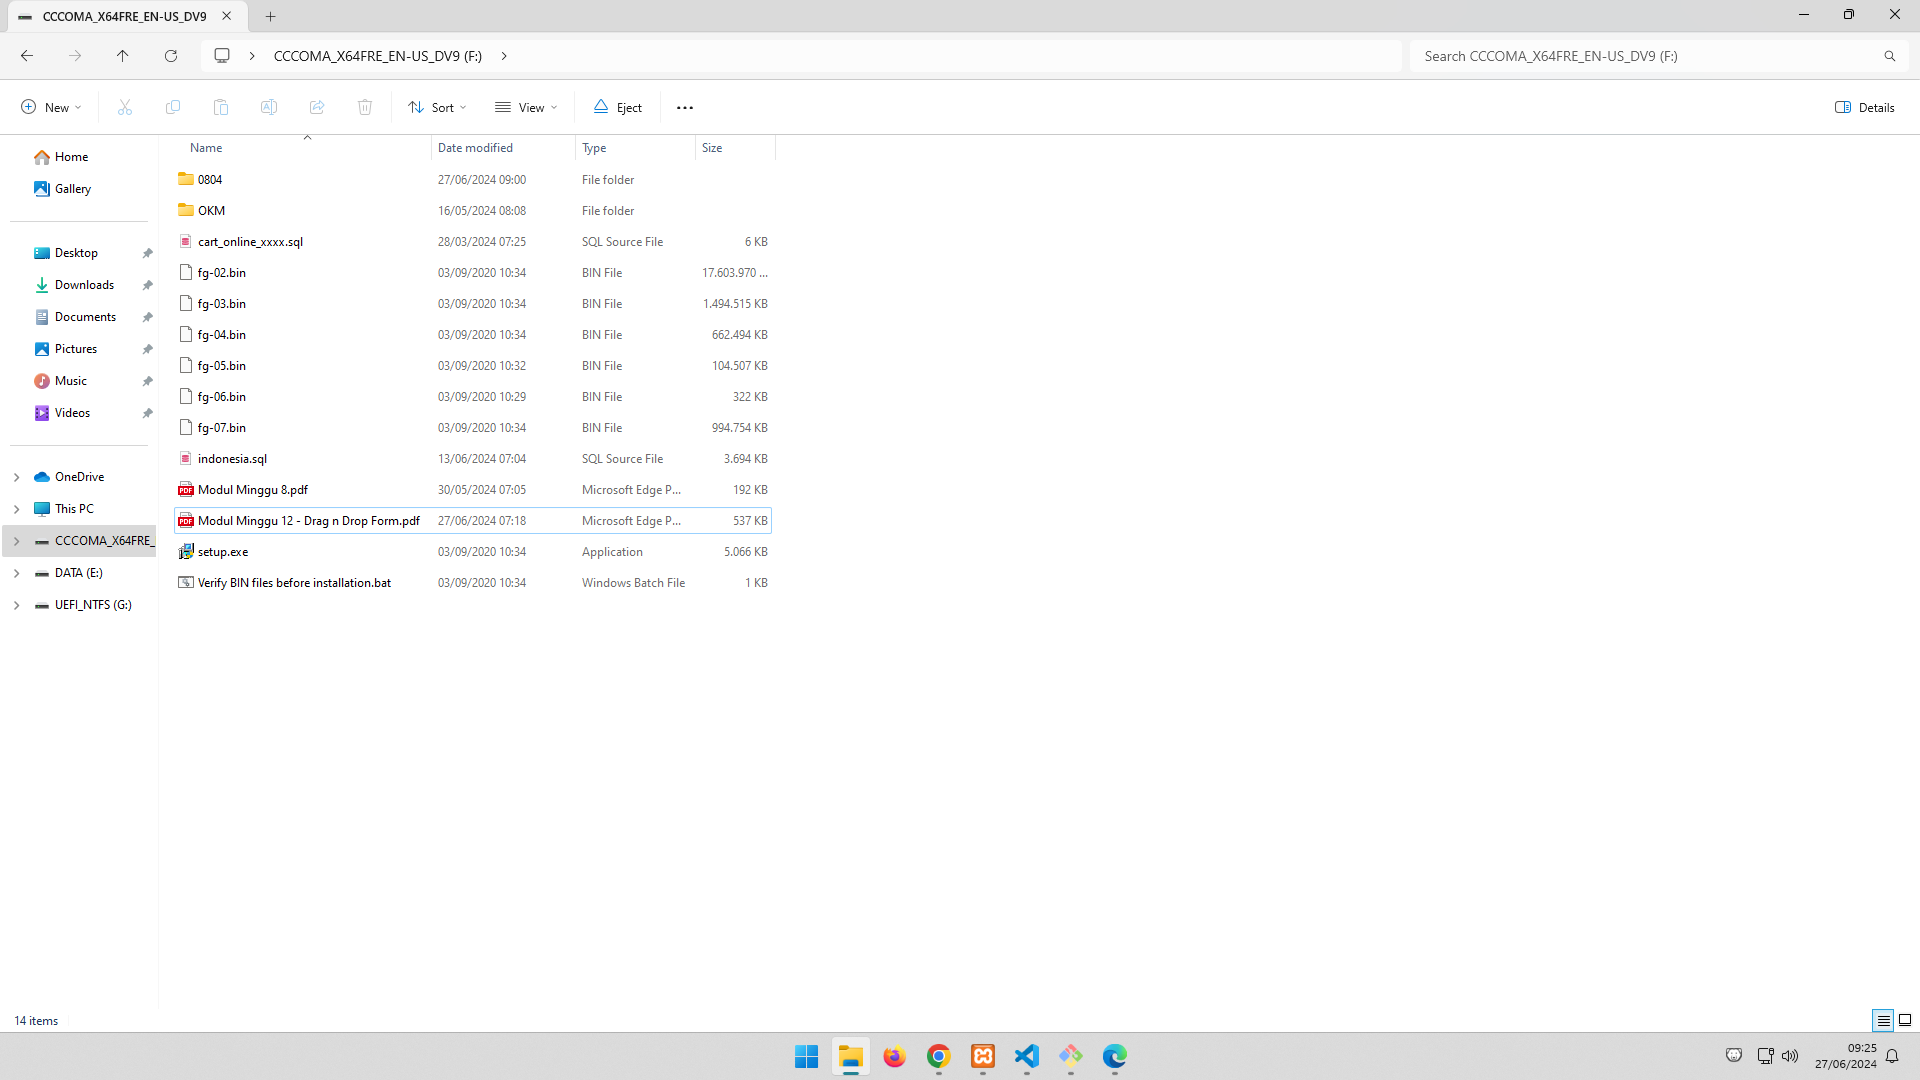 CCCOMA_X64FRE_EN-US_DV9
CCCOMA_X64FRE_EN-US_DV9 (F:)
Search CCCOMA_X64FRE_EN-US_DV9 (F:)
New
Sort
View
Eject
Details
Home
Gallery
Desktop
Downloads
Documents
Pictures
Music
Videos
OneDrive
This PC
CCCOMA_X64FRE_
DATA (E:)
UEFI_NTFS (G:)
Name Date modified Type Size
0804 27/06/2024 09:00 File folder
OKM 16/05/2024 08:08 File folder
cart_online_xxxx.sql 28/03/2024 07:25 SQL Source File 6 KB
fg-02.bin 03/09/2020 10:34 BIN File 17.603.970 ...
fg-03.bin 03/09/2020 10:34 BIN File 1.494.515 KB
fg-04.bin 03/09/2020 10:34 BIN File 662.494 KB
fg-05.bin 03/09/2020 10:32 BIN File 104.507 KB
fg-06.bin 03/09/2020 10:29 BIN File 322 KB
fg-07.bin 03/09/2020 10:34 BIN File 994.754 KB
indonesia.sql 13/06/2024 07:04 SQL Source File 3.694 KB
Modul Minggu 8.pdf 30/05/2024 07:05 Microsoft Edge P... 192 KB
Modul Minggu 12 - Drag n Drop Form.pdf 27/06/2024 07:18 Microsoft Edge P... 537 KB
setup.exe 03/09/2020 10:34 Application 5.066 KB
Verify BIN files before installation.bat 03/09/2020 10:34 Windows Batch File 1 KB
14 items
09:25
27/06/2024